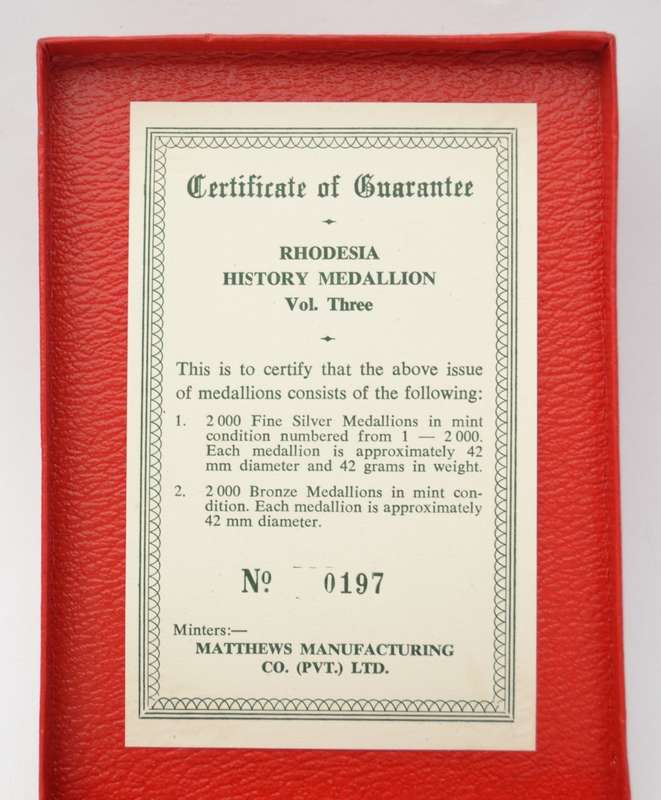 Certificate of Guarantee
RHODESIA
HISTORY MEDALLION
Vol. Three
This is to certify that the above issue
of medallions consists of the following:
1. 2 000 Fine Silver Medallions in mint
condition numbered from 1 — 2 000.
Each medallion is approximately 42
mm diameter and 42 grams in weight.
2. 2 000 Bronze Medallions in mint con-
dition. Each medallion is approximately
42 mm diameter.
Nº 0197
Minters:—
MATTHEWS MANUFACTURING
CO. (PVT.) LTD.